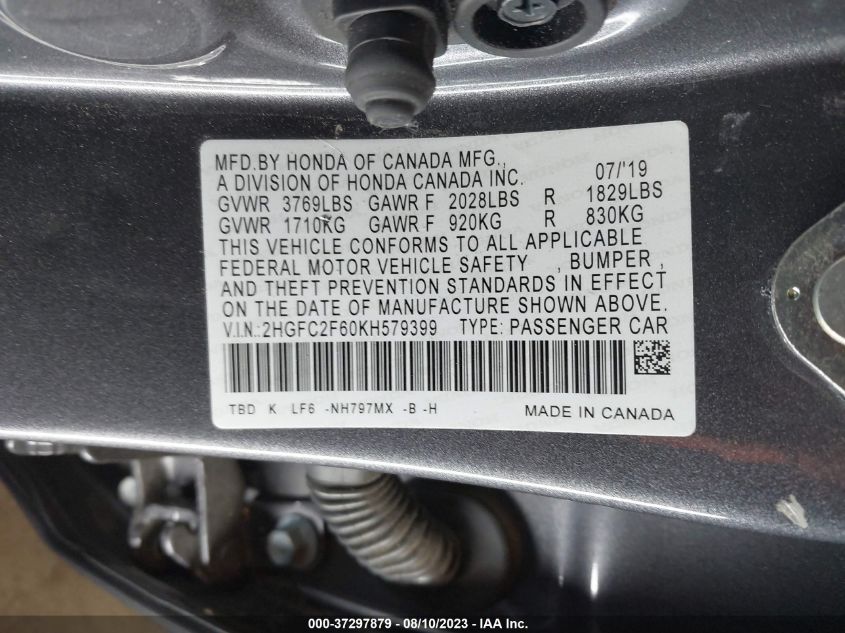 MFD.BY HONDA OF CANADA MFG., 07/'19
A DIVISION OF HONDA CANADA INC.
GVWR 3769LBS GAWR F 2028LBS R 1829LBS
GVWR 1710KG GAWR F 920KG R 830KG
THIS VEHICLE CONFORMS TO ALL APPLICABLE
FEDERAL MOTOR VEHICLE SAFETY , BUMPER ,
AND THEFT PREVENTION STANDARDS IN EFFECT
ON THE DATE OF MANUFACTURE SHOWN ABOVE.
V.I.N.:2HGFC2F60KH579399 TYPE: PASSENGER CAR
TBD K LF6 -NH797MX -B -H MADE IN CANADA
000-37297879 - 08/10/2023 - IAA Inc.